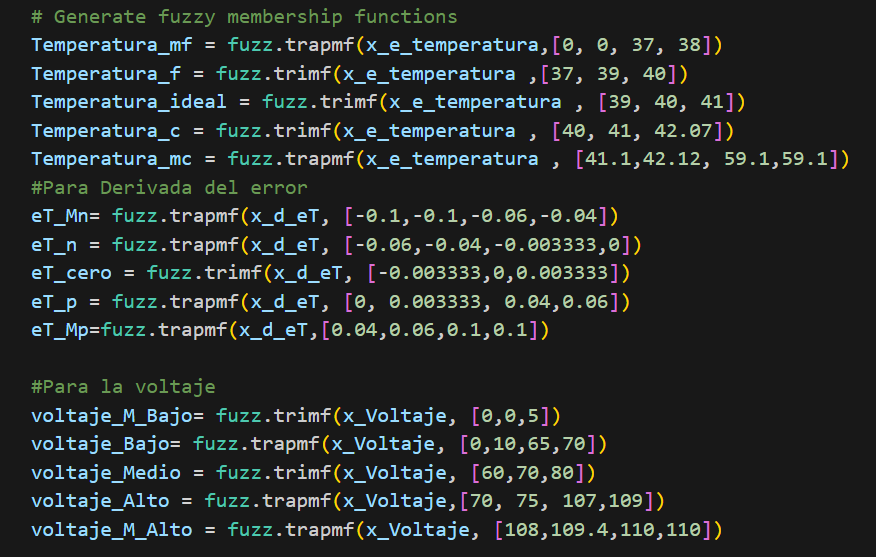 # Generate fuzzy membership functions
Temperatura_mf = fuzz.trapmf(x_e_temperatura,[0, 0, 37, 38])
Temperatura_f = fuzz.trimf(x_e_temperatura ,[37, 39, 40])
Temperatura_ideal = fuzz.trimf(x_e_temperatura , [39, 40, 41])
Temperatura_c = fuzz.trimf(x_e_temperatura , [40, 41, 42.07])
Temperatura_mc = fuzz.trapmf(x_e_temperatura , [41.1,42.12, 59.1,59.1])
#Para Derivada del error
eT_Mn= fuzz.trapmf(x_d_eT, [-0.1,-0.1,-0.06,-0.04])
eT_n = fuzz.trapmf(x_d_eT, [-0.06,-0.04,-0.003333,0])
eT_cero = fuzz.trimf(x_d_eT, [-0.003333,0,0.003333])
eT_p = fuzz.trapmf(x_d_eT, [0, 0.003333, 0.04,0.06])
eT_Mp=fuzz.trapmf(x_d_eT,[0.04,0.06,0.1,0.1])
#Para la voltaje
voltaje_M_Bajo= fuzz.trimf(x_Voltaje, [0,0,5])
voltaje_Bajo= fuzz.trapmf(x_Voltaje, [0,10,65,70])
voltaje_Medio = fuzz.trimf(x_Voltaje, [60,70,80])
voltaje_Alto = fuzz.trapmf(x_Voltaje,[70, 75, 107,109])
voltaje_M_Alto = fuzz.trapmf(x_Voltaje, [108,109.4,110,110])